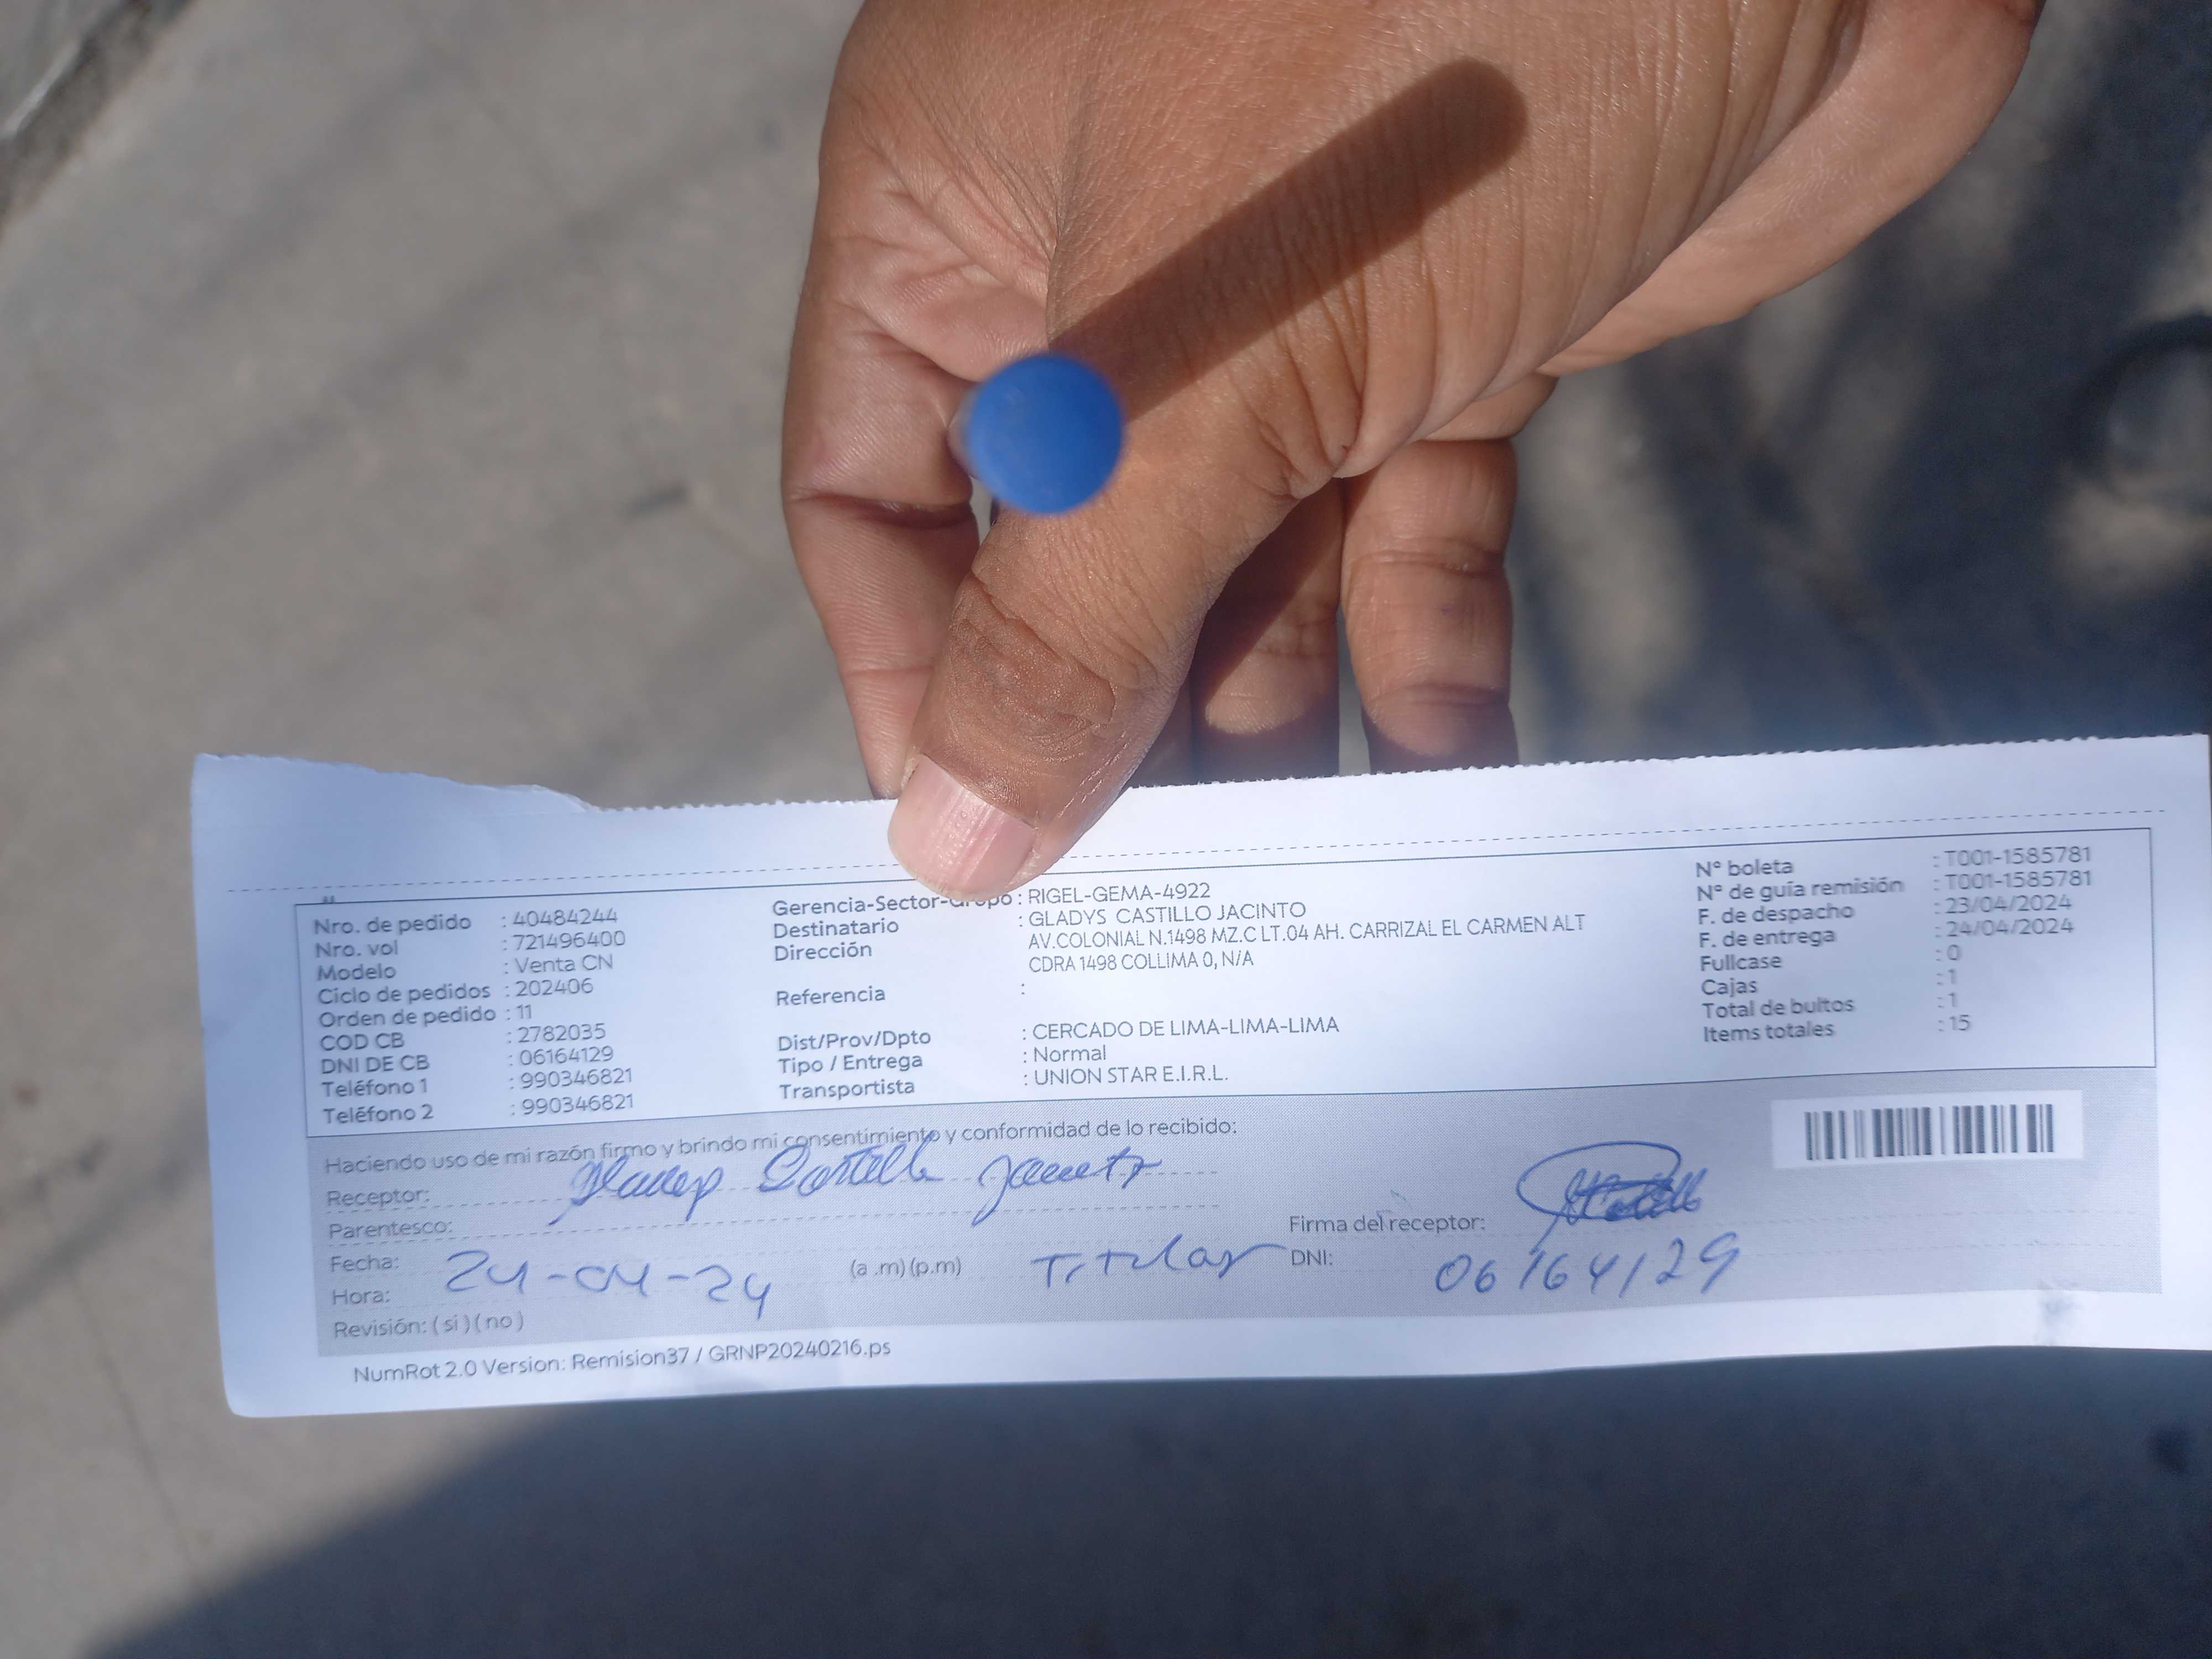 Nro. de pedido : 40484244
Nro. vol : 721496400
Modelo : Venta CN
Ciclo de pedidos : 202406
Orden de pedido : 11
COD CB : 2782035
DNI DE CB : 06164129
Teléfono 1 : 990346821
Teléfono 2 : 990346821
Gerencia-Sector-Grupo : RIGEL-GEMA-4922
Destinatario : GLADYS CASTILLO JACINTO
Dirección AV.COLONIAL N.1498 MZ.C LT.04 AH. CARRIZAL EL CARMEN ALT
CDRA 1498 COLLIMA 0, N/A
Referencia :
Dist/Prov/Dpto : CERCADO DE LIMA-LIMA-LIMA
Tipo / Entrega : Normal
Transportista : UNION STAR E.I.R.L.
N° boleta : T001-1585781
N° de guía remisión : T001-1585781
F. de despacho : 23/04/2024
F. de entrega : 24/04/2024
Fullcase : 0
Cajas : 1
Total de bultos : 1
Items totales : 15
Haciendo uso de mi razón firmo y brindo mi consentimiento y conformidad de lo recibido:
Receptor: Gladys Castillo Jacinto
Parentesco:
Firma del receptor:
Fecha: 24-04-24 (a .m) (p.m) Titular
DNI: 06164129
Hora:
Revisión: ( si ) ( no )
NumRot 2.0 Version: Remision37 / GRNP20240216.ps